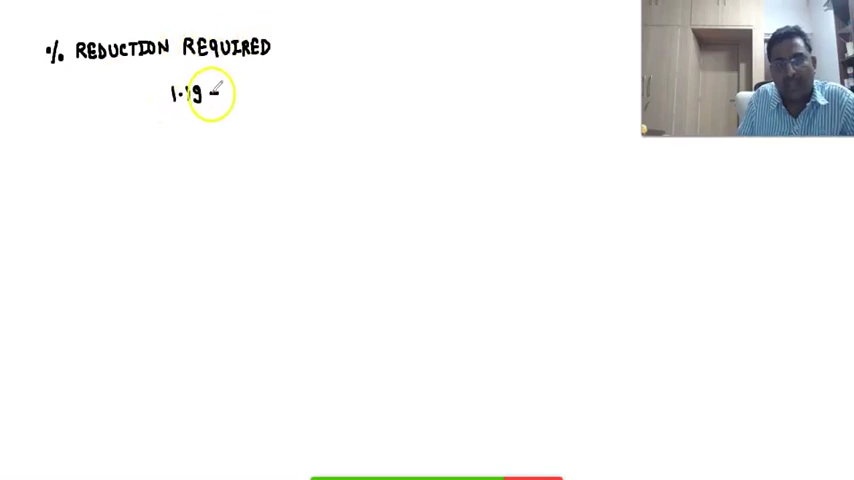 % REDUCTION REQUIRED
1.19 -